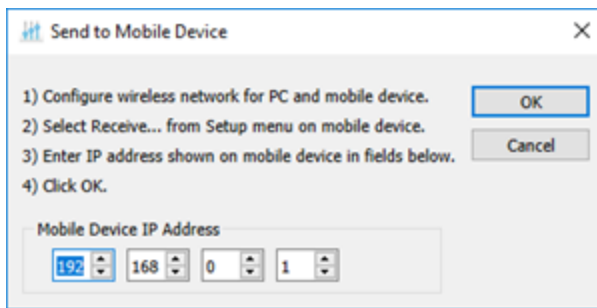 Send to Mobile Device
1) Configure wireless network for PC and mobile device.
OK
2) Select Receive... from Setup menu on mobile device.
3) Enter IP address shown on mobile device in fields below.
Cancel
4) Click OK.
Mobile Device IP Address
192 168 0 1